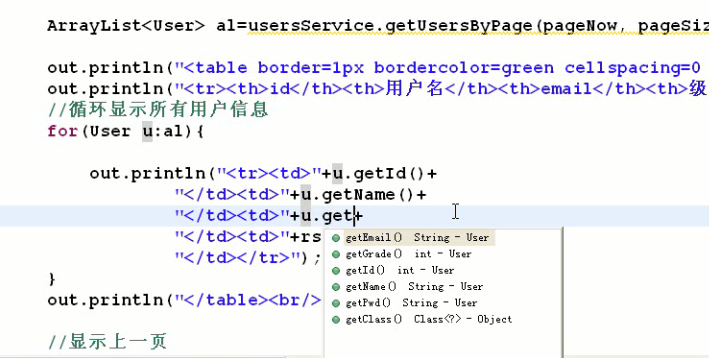 ArrayList<User> al=usersService.getUsersByPage(pageNow, pageSiz
out.println("<table border=1px bordercolor=green cellspacing=0
out.println("<tr><th>id</th><th>用户名</th><th>email</th><th>级
//循环显示所有用户信息
for(User u:al){
out.println("<tr><td>"+u.getId()+
"</td><td>"+u.getName()+
"</td><td>"+u.get+
"</td><td>"+rs
"</td></tr>");
}
out.println("</table><br/>
//显示上一页
getEmail() String - User
getGrade() int - User
getId() int - User
getName() String - User
getPwd() String - User
getClass() Class<?> - Object